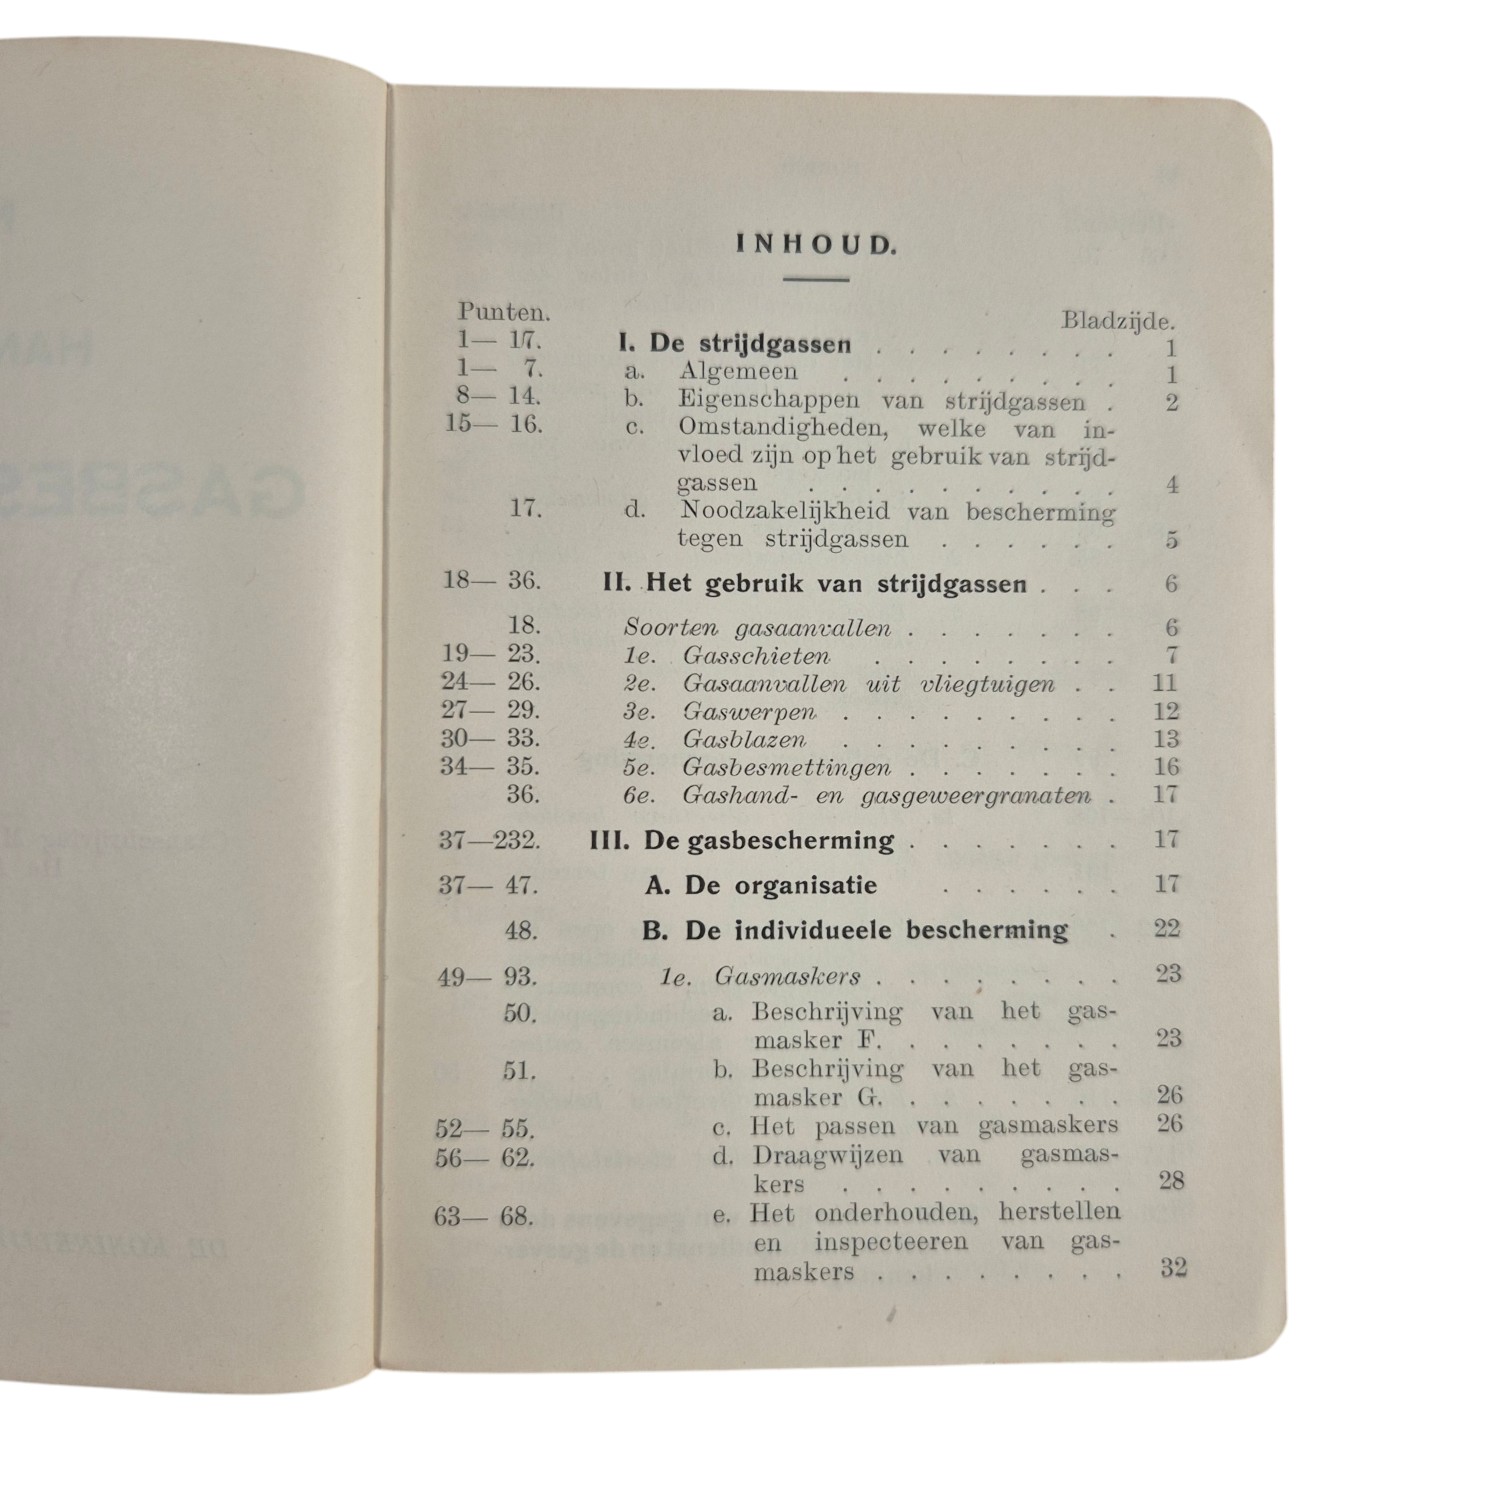 INHOUD.
Punten. Bladzijde.
1— 17. I. De strijdgassen . . . . . . . . 1
1— 7. a. Algemeen . . . . . . . . . 1
8— 14. b. Eigenschappen van strijdgassen . 2
15— 16. c. Omstandigheden, welke van in-
vloed zijn op het gebruik van strijd-
gassen . . . . . . . . . . 4
17. d. Noodzakelijkheid van bescherming
tegen strijdgassen . . . . . . 5
18— 36. II. Het gebruik van strijdgassen . . . 6
18. Soorten gasaanvallen . . . . . . . 6
19— 23. 1e. Gasschieten . . . . . . . . 7
24— 26. 2e. Gasaanvallen uit vliegtuigen . . 11
27— 29. 3e. Gaswerpen . . . . . . . . . 12
30— 33. 4e. Gasblazen . . . . . . . . . 13
34— 35. 5e. Gasbesmettingen . . . . . . . 16
36. 6e. Gashand- en gasgeweergranaten . 17
37—232. III. De gasbescherming . . . . . . . 17
37— 47. A. De organisatie . . . . . . 17
48. B. De individueele bescherming . 22
49— 93. 1e. Gasmaskers . . . . . . . . 23
50. a. Beschrijving van het gas-
masker F. . . . . . . . 23
51. b. Beschrijving van het gas-
masker G. . . . . . . . 26
52— 55. c. Het passen van gasmaskers 26
56— 62. d. Draagwijzen van gasmas-
kers . . . . . . . . . 28
63— 68. e. Het onderhouden, herstellen
en inspecteeren van gas-
maskers . . . . . . . . 32